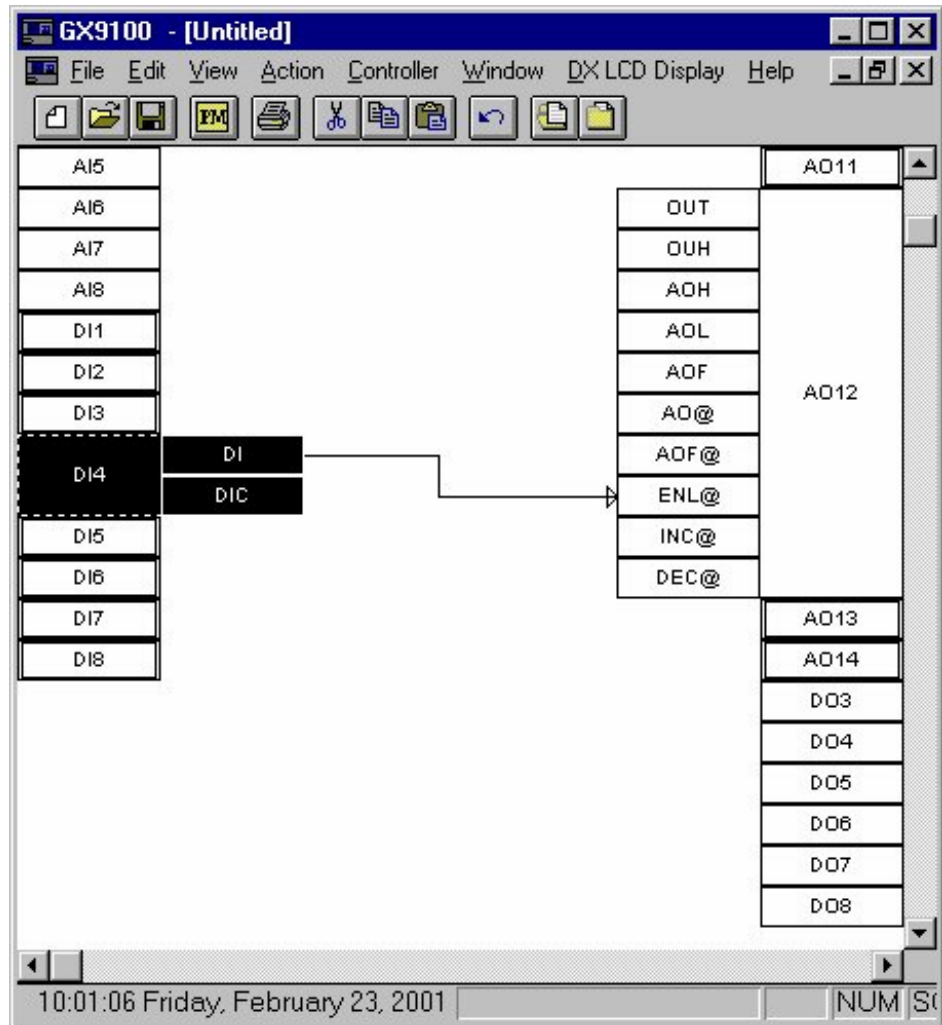 GX9100 - [Untitled]
File Edit View Action Controller Window DX LCD Display Help
PM
AI5 AO11
AI6 OUT
AI7 OUH
AI8 AOH
DI1 AOL
DI2 AOF
AO12
DI3 AO@
DI AOF@
DI4
DIC ENL@
DI5 INC@
DI6 DEC@
DI7 AO13
DI8 AO14
DO3
DO4
DO5
DO6
DO7
DO8
10:01:06 Friday, February 23, 2001 NUM